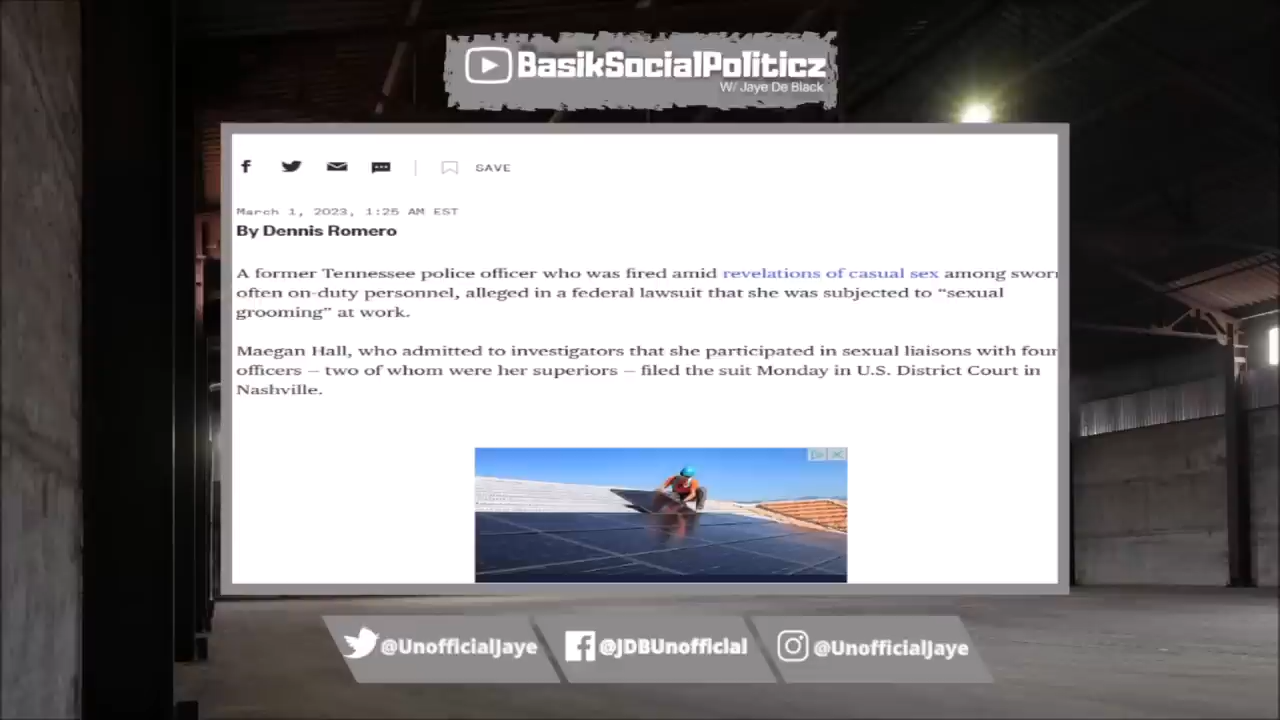 BasikSocialPoliticz
W/ Jaye De Black
SAVE
March 1, 2023, 1:25 AM EST
By Dennis Romero
A former Tennessee police officer who was fired amid revelations of casual sex among
often on-duty personnel, alleged in a federal lawsuit that she was subjected to “sexual
grooming” at work.
Maegan Hall, who admitted to investigators that she participated in sexual liaisons with four
officers — two of whom were her superiors — filed the suit Monday in U.S. District Court in
Nashville.
@UnofficialJaye @JDBUnofficial @UnofficialJaye